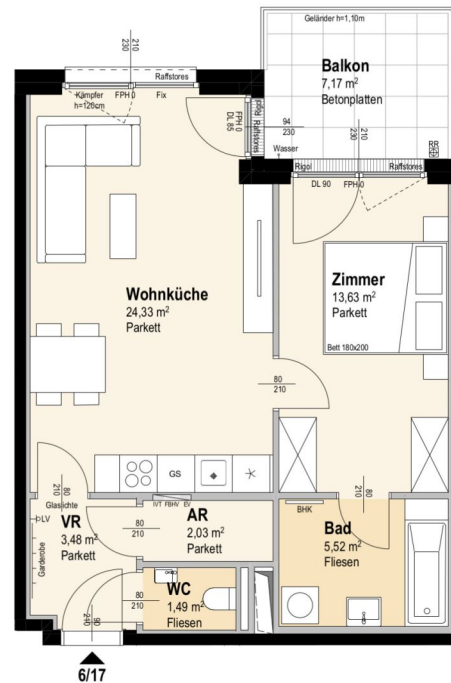 Geländer h=1,10m
Balkon
7,17 m²
Betonplatten
210
230
Raffstores
Kämpfer
h=120cm
FPH 0
Fix
FPH 0
DL 85
Rigol
Raffstores
94
230
210
230
Wasser
RR
Rigol
Raffstores
DL 90
FPH 0
Wohnküche
24,33 m²
Parkett
Zimmer
13,63 m²
Parkett
Bett 180x200
80
210
GS
80
210
Glaslichte
LV
VR
3,48 m²
Parkett
Garderobe
IVT
FBHV
EV
80
210
AR
2,03 m²
Parkett
80
210
BHK
Bad
5,52 m²
Fliesen
80
210
WC
1,49 m²
Fliesen
90
240
6/17